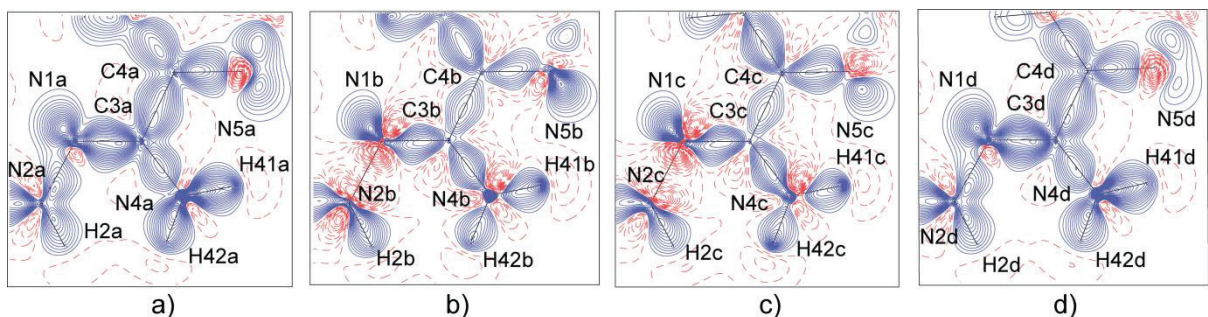 N1a
C4a
C3a
N2a
N5a
H41a
N4a
H2a
H42a
a)
N1b
C4b
C3b
N5b
H41b
N2b
N4b
H2b
H42b
b)
N1c
C4c
C3c
N5c
H41c
N2c
N4c
H2c
H42c
c)
N1d
C4d
C3d
N5d
H41d
N4d
N2d
H2d
H42d
d)